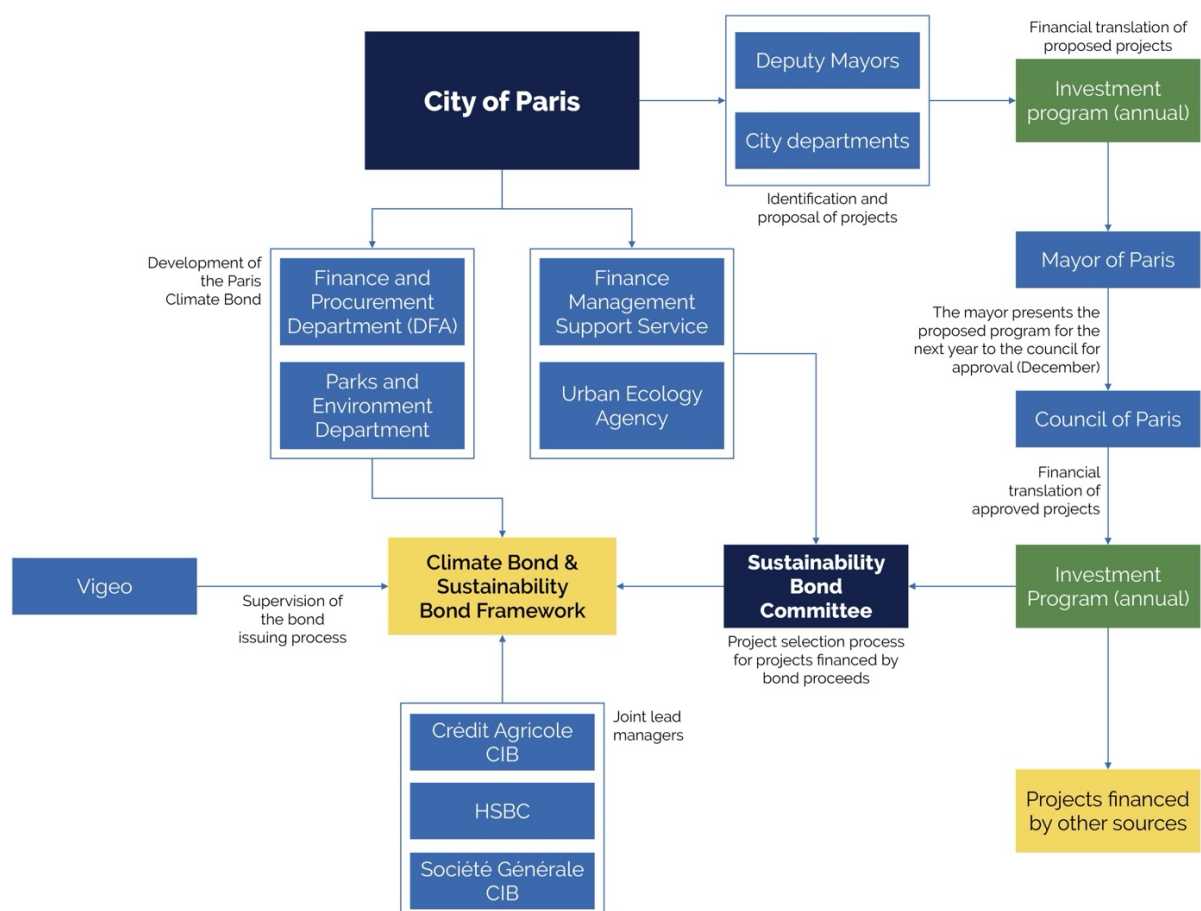 Financial translation of
proposed projects
City of Paris
Deputy Mayors
City departments
Investment
program (annual)
Identification and
proposal of projects
Development of
the Paris
Climate Bond
Finance and
Procurement
Department (DFA)
Parks and
Environment
Department
Finance
Management
Support Service
Urban Ecology
Agency
Mayor of Paris
The mayor presents the
proposed program for the
next year to the council for
approval (December)
Council of Paris
Financial
translation of
approved projects
Vigeo
Supervision of
the bond
issuing process
Climate Bond &
Sustainability
Bond Framework
Sustainability
Bond
Committee
Project selection process
for projects financed by
bond proceeds
Investment
Program (annual)
Crédit Agricole
CIB
HSBC
Société Générale
CIB
Joint lead
managers
Projects financed
by other sources